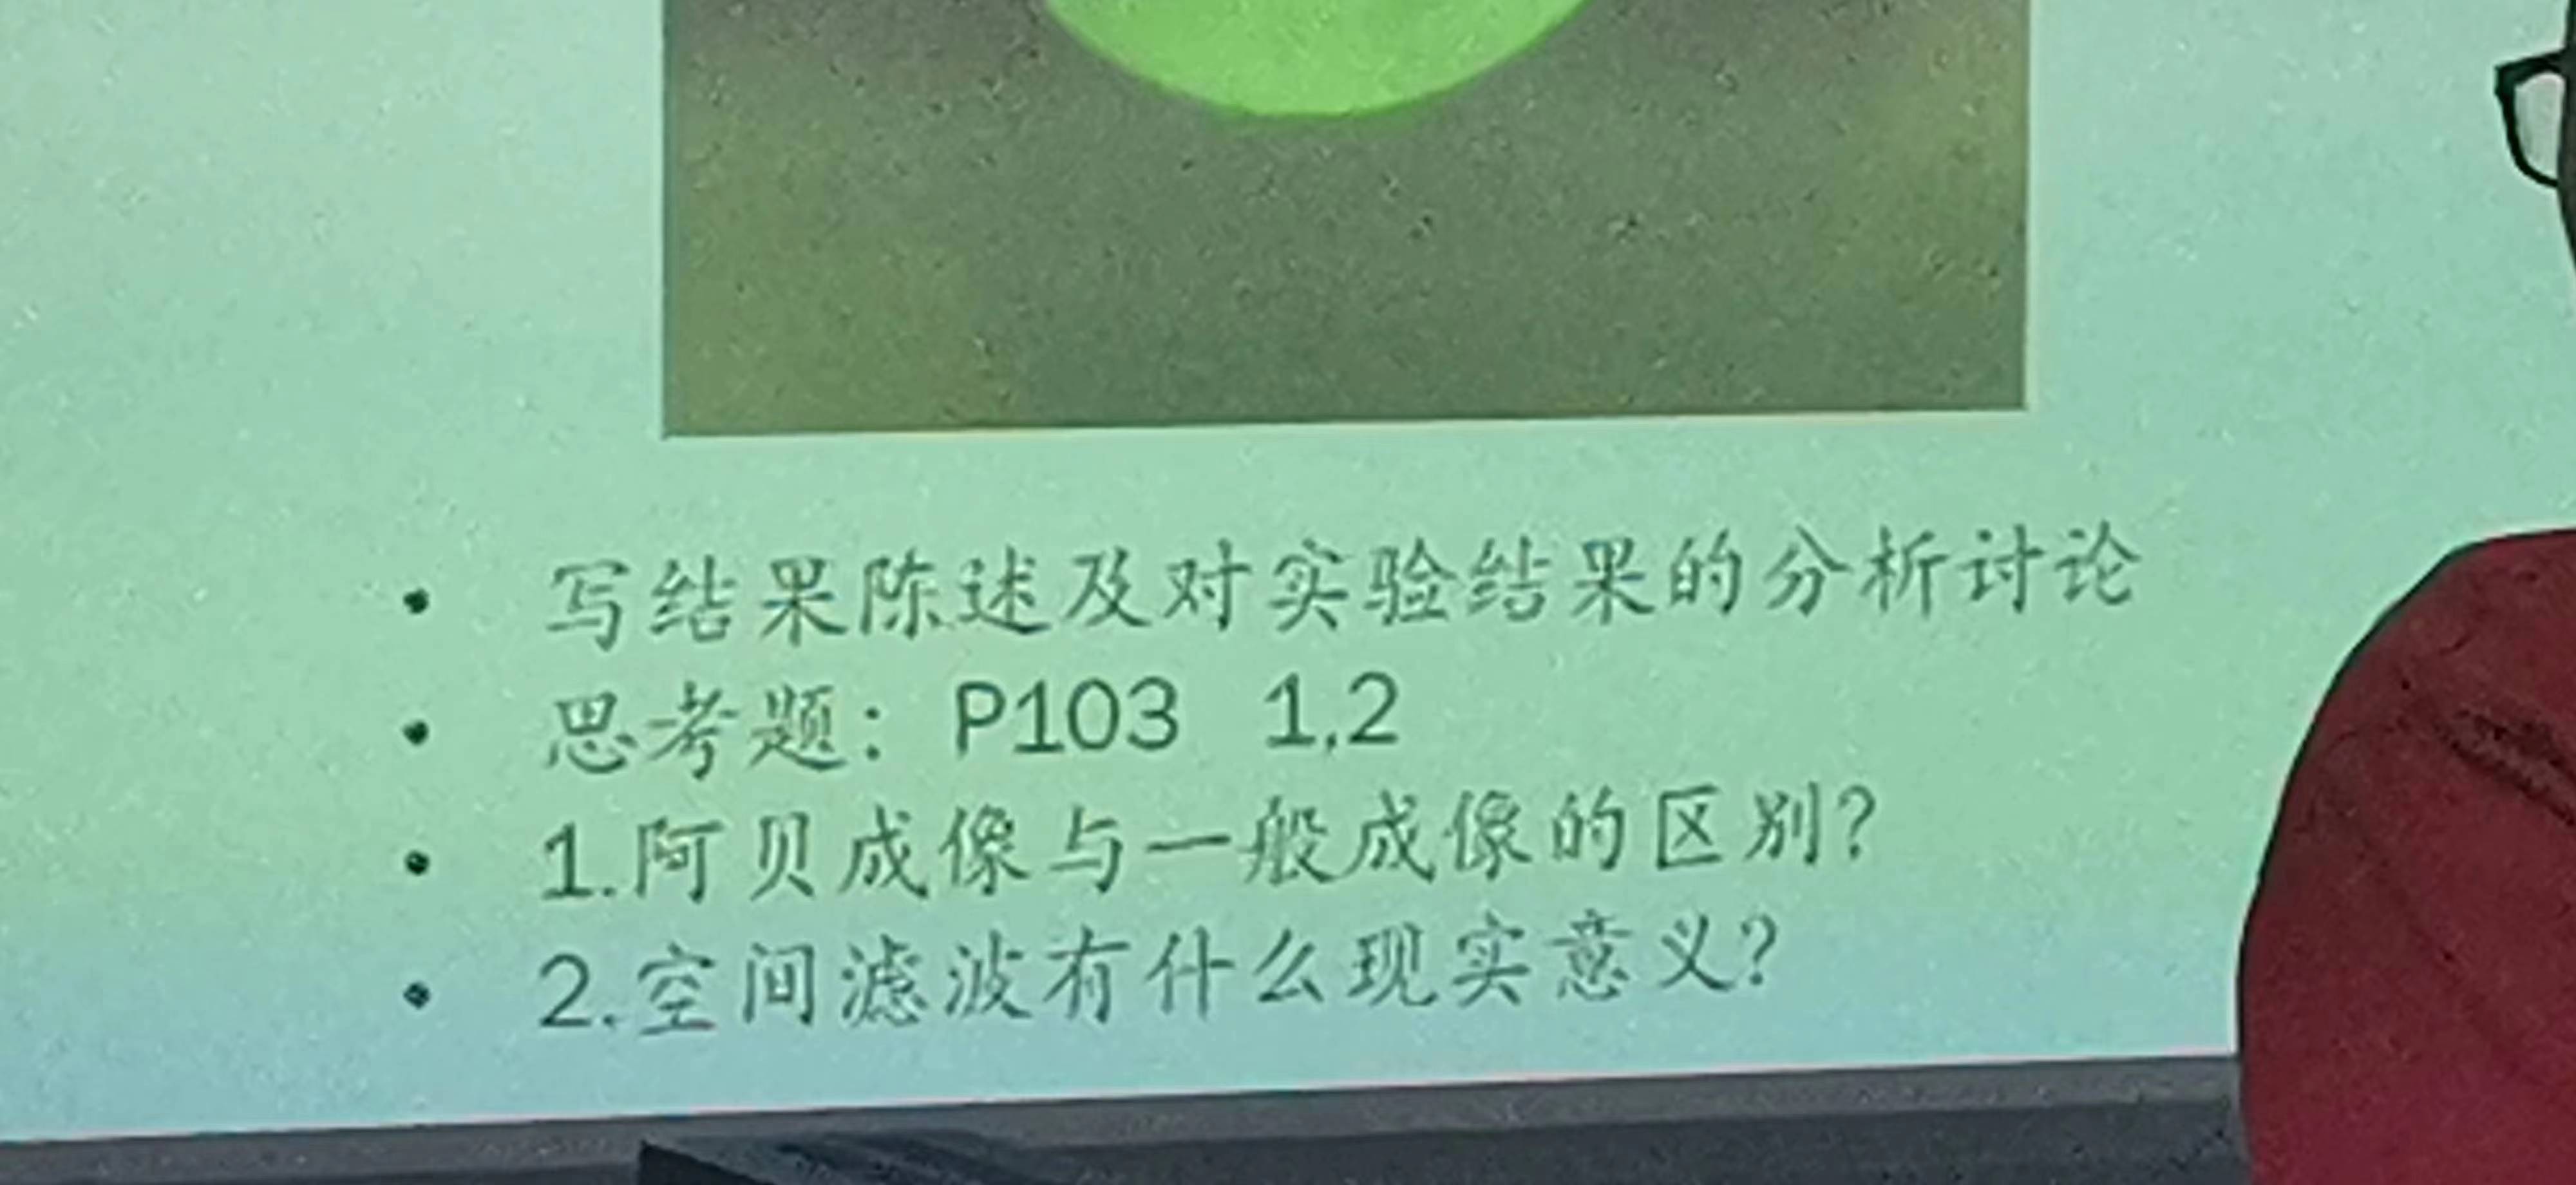 • 写结果陈述及对实验结果的分析讨论
• 思考题：P103 1,2
• 1.阿贝成像与一般成像的区别？
• 2.空间滤波有什么现实意义？